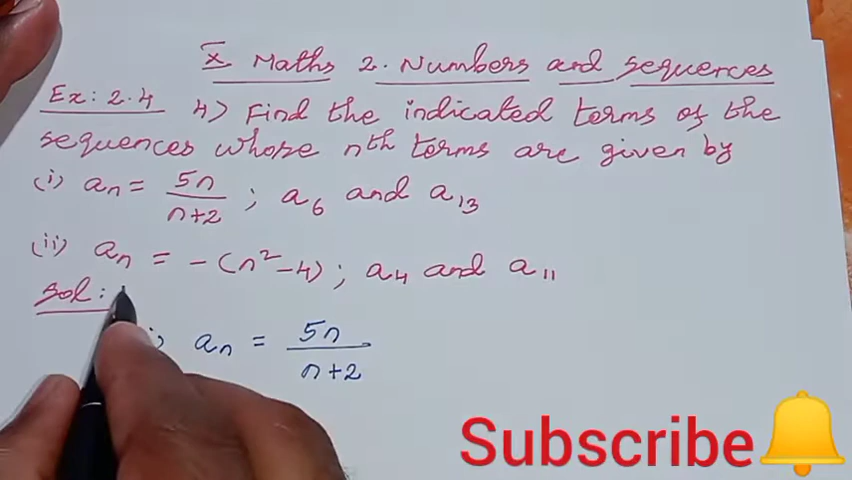 X Maths 2. Numbers and sequences
Ex: 2.4 4) Find the indicated terms of the
sequences whose nth terms are given by
(i) aₙ = 5n/(n+2) ; a₆ and a₁₃
(ii) aₙ = -(n²-4) ; a₄ and a₁₁
Sol:
) aₙ = 5n/(n+2)
Subscribe